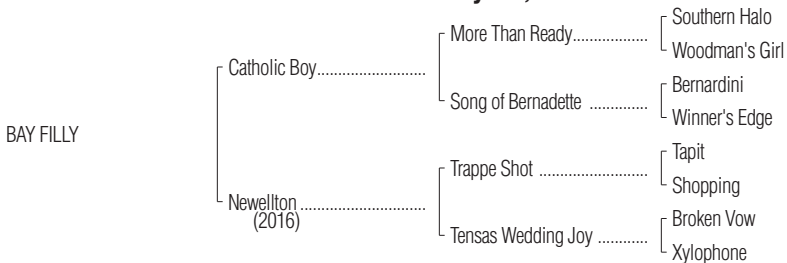 Southern Halo
More Than Ready.................
Woodman's Girl
Catholic Boy..........................
Bernardini
Song of Bernadette ..............
Winner's Edge
BAY FILLY
Tapit
Trappe Shot ..........................
Shopping
Newellton ..............................
(2016)
Broken Vow
Tensas Wedding Joy ............
Xylophone